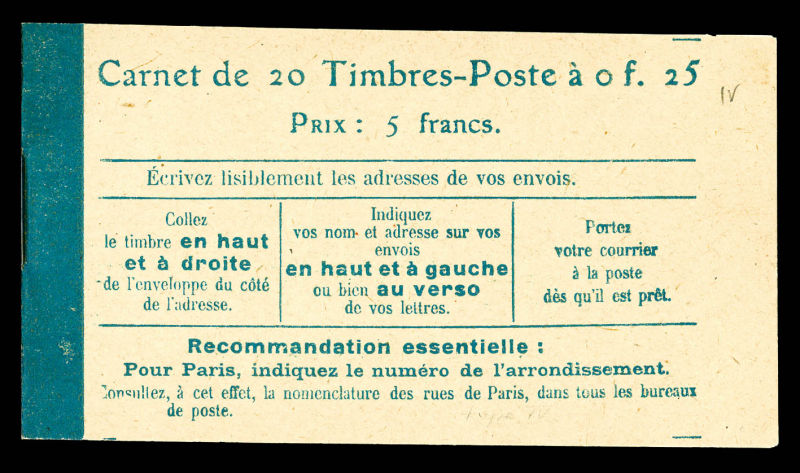 Carnet de 20 Timbres-Poste à 0 f. 25
IV
PRIX : 5 francs.
Écrivez lisiblement les adresses de vos envois.
Collez
le timbre en haut
et à droite
de l'enveloppe du côté
de l'adresse.
Indiquez
vos nom et adresse sur vos
envois
en haut et à gauche
ou bien au verso
de vos lettres.
Portez
votre courrier
à la poste
dès qu'il est prêt.
Recommandation essentielle :
Pour Paris, indiquez le numéro de l'arrondissement.
Consultez, à cet effet, la nomenclature des rues de Paris, dans tous les bureaux
de poste.